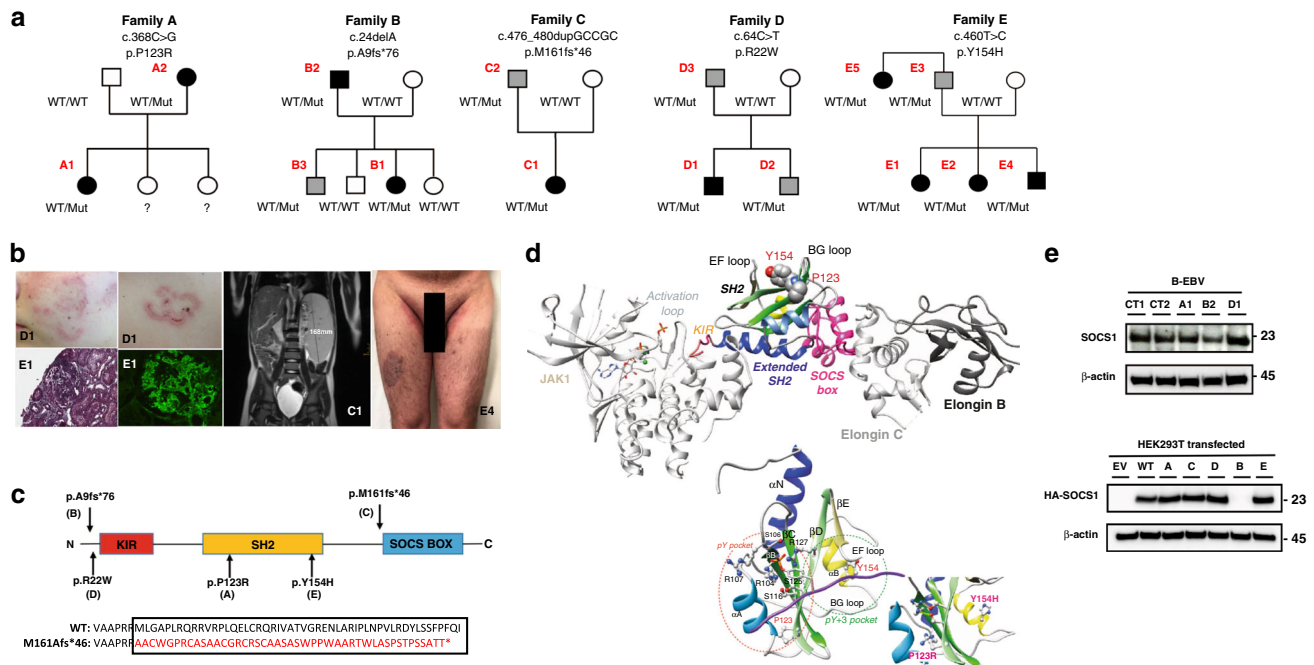 a
Family A
c.368C>G
p.P123R
A2
WT/WT
WT/Mut
A1
WT/Mut
?
?
Family B
c.24delA
p.A9fs*76
B2
WT/Mut
WT/WT
B3
B1
WT/Mut
WT/WT
WT/Mut
WT/WT
Family C
c.476_480dupGCCGC
p.M161fs*46
C2
WT/Mut
WT/WT
C1
WT/Mut
Family D
c.64C>T
p.R22W
D3
WT/Mut
WT/WT
D1
D2
WT/Mut
WT/Mut
Family E
c.460T>C
p.Y154H
E5
E3
WT/Mut
WT/Mut
WT/WT
E1
E2
E4
WT/Mut
WT/Mut
WT/Mut
b
D1
D1
E1
E1
168mm
C1
E4
c
p.A9fs*76
(B)
p.M161fs*46
(C)
N
KIR
SH2
SOCS BOX
C
p.R22W
(D)
p.P123R
(A)
p.Y154H
(E)
WT: VAAPRRMLGAPLRQRRVRPLQELCRQRIVATVGRENLARIPLNPVLRDYLSSFPFQI
M161Afs*46: VAAPRRAACWGPRCASAACGRCRSCAASASWPPWAARTWLASPSTPSSATT*
d
BG loop
Y154
EF loop
P123
SH2
Activation
loop
KIR
JAK1
Extended
SH2
SOCS
box
Elongin B
Elongin C
αN
βE
βC
βD
S106
R127
pY pocket
βB
EF loop
Y154
αB
R107
R104
S125
S116
BG loop
αA
P123
pY+3 pocket
Y154H
P123R
e
B-EBV
CT1 CT2 A1 B2 D1
SOCS1
- 23
β-actin
- 45
HEK293T transfected
EV WT A C D B E
HA-SOCS1
- 23
β-actin
- 45